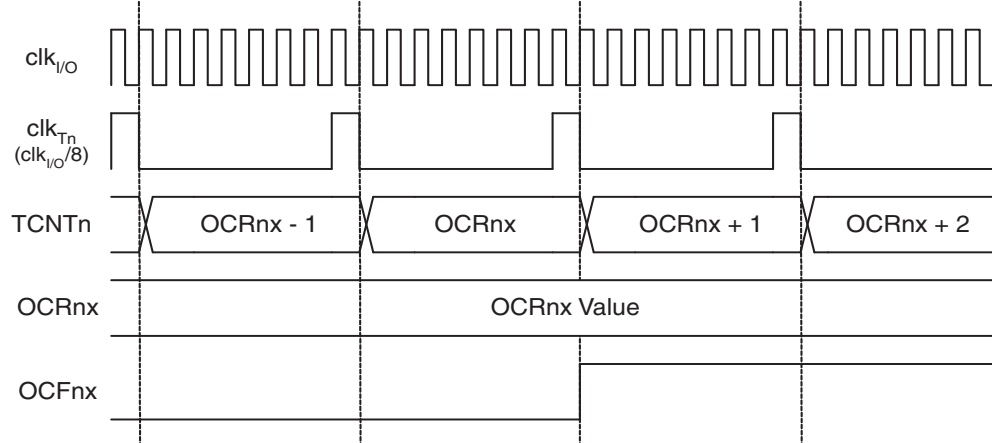 clkI/O
clkTn
(clkI/O/8)
TCNTn OCRnx - 1 OCRnx OCRnx + 1 OCRnx + 2
OCRnx OCRnx Value
OCFnx